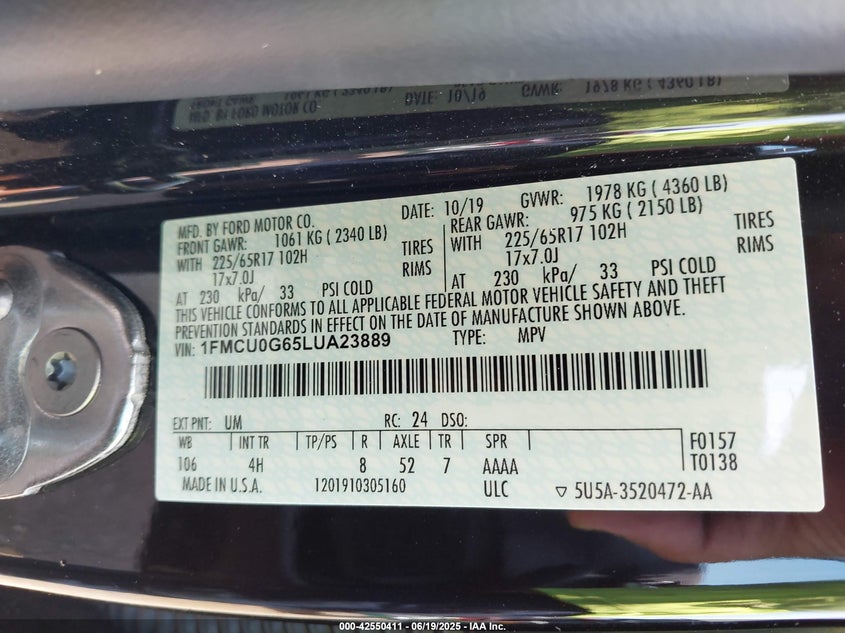 MFD. BY FORD MOTOR CO.
DATE: 10/19
GVWR: 1978 KG ( 4360 LB)
FRONT GAWR: 1061 KG ( 2340 LB)
REAR GAWR: 975 KG ( 2150 LB)
WITH 225/65R17 102H TIRES
WITH 225/65R17 102H TIRES
17x7.0J RIMS
17x7.0J RIMS
AT 230 kPa/ 33 PSI COLD
AT 230 kPa/ 33 PSI COLD
THIS VEHICLE CONFORMS TO ALL APPLICABLE FEDERAL MOTOR VEHICLE SAFETY AND THEFT
PREVENTION STANDARDS IN EFFECT ON THE DATE OF MANUFACTURE SHOWN ABOVE.
VIN: 1FMCU0G65LUA23889
TYPE: MPV
EXT PNT: UM RC: 24 DSO:
WB INT TR TP/PS R AXLE TR SPR F0157
106 4H 8 52 7 AAAA T0138
MADE IN U.S.A. 1201910305160 ULC ▽ 5U5A-3520472-AA
000-42550411 - 06/19/2025 - IAA Inc.